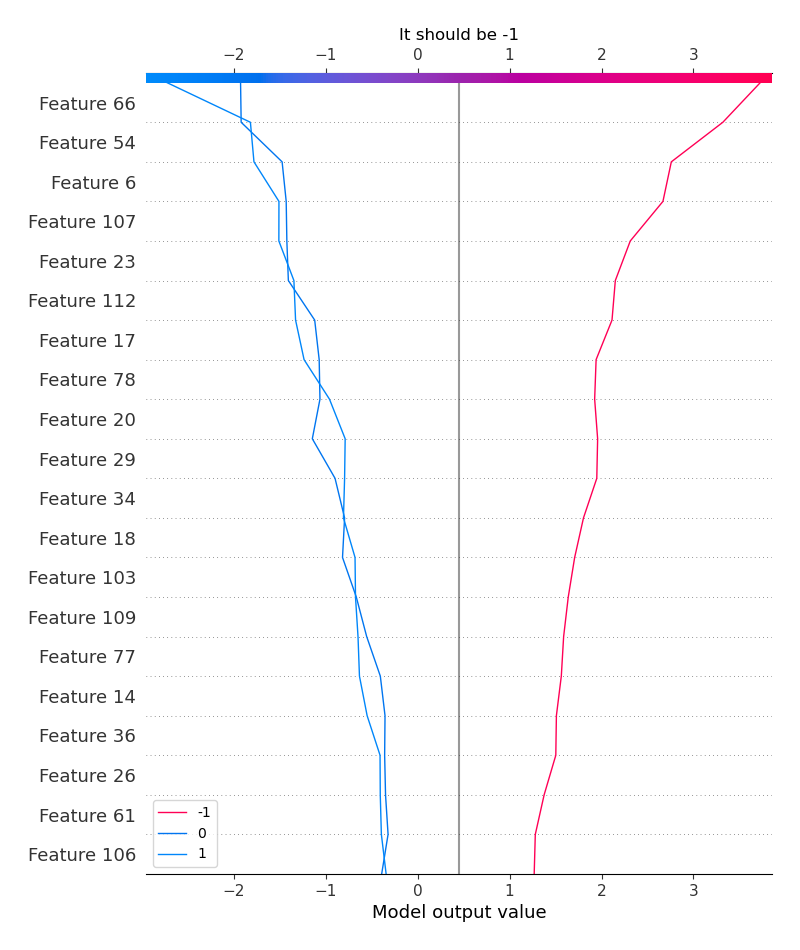 It should be -1
−2 −1 0 1 2 3
Feature 66
Feature 54
Feature 6
Feature 107
Feature 23
Feature 112
Feature 17
Feature 78
Feature 20
Feature 29
Feature 34
Feature 18
Feature 103
Feature 109
Feature 77
Feature 14
Feature 36
Feature 26
Feature 61
Feature 106
-1
0
1
−2 −1 0 1 2 3
Model output value